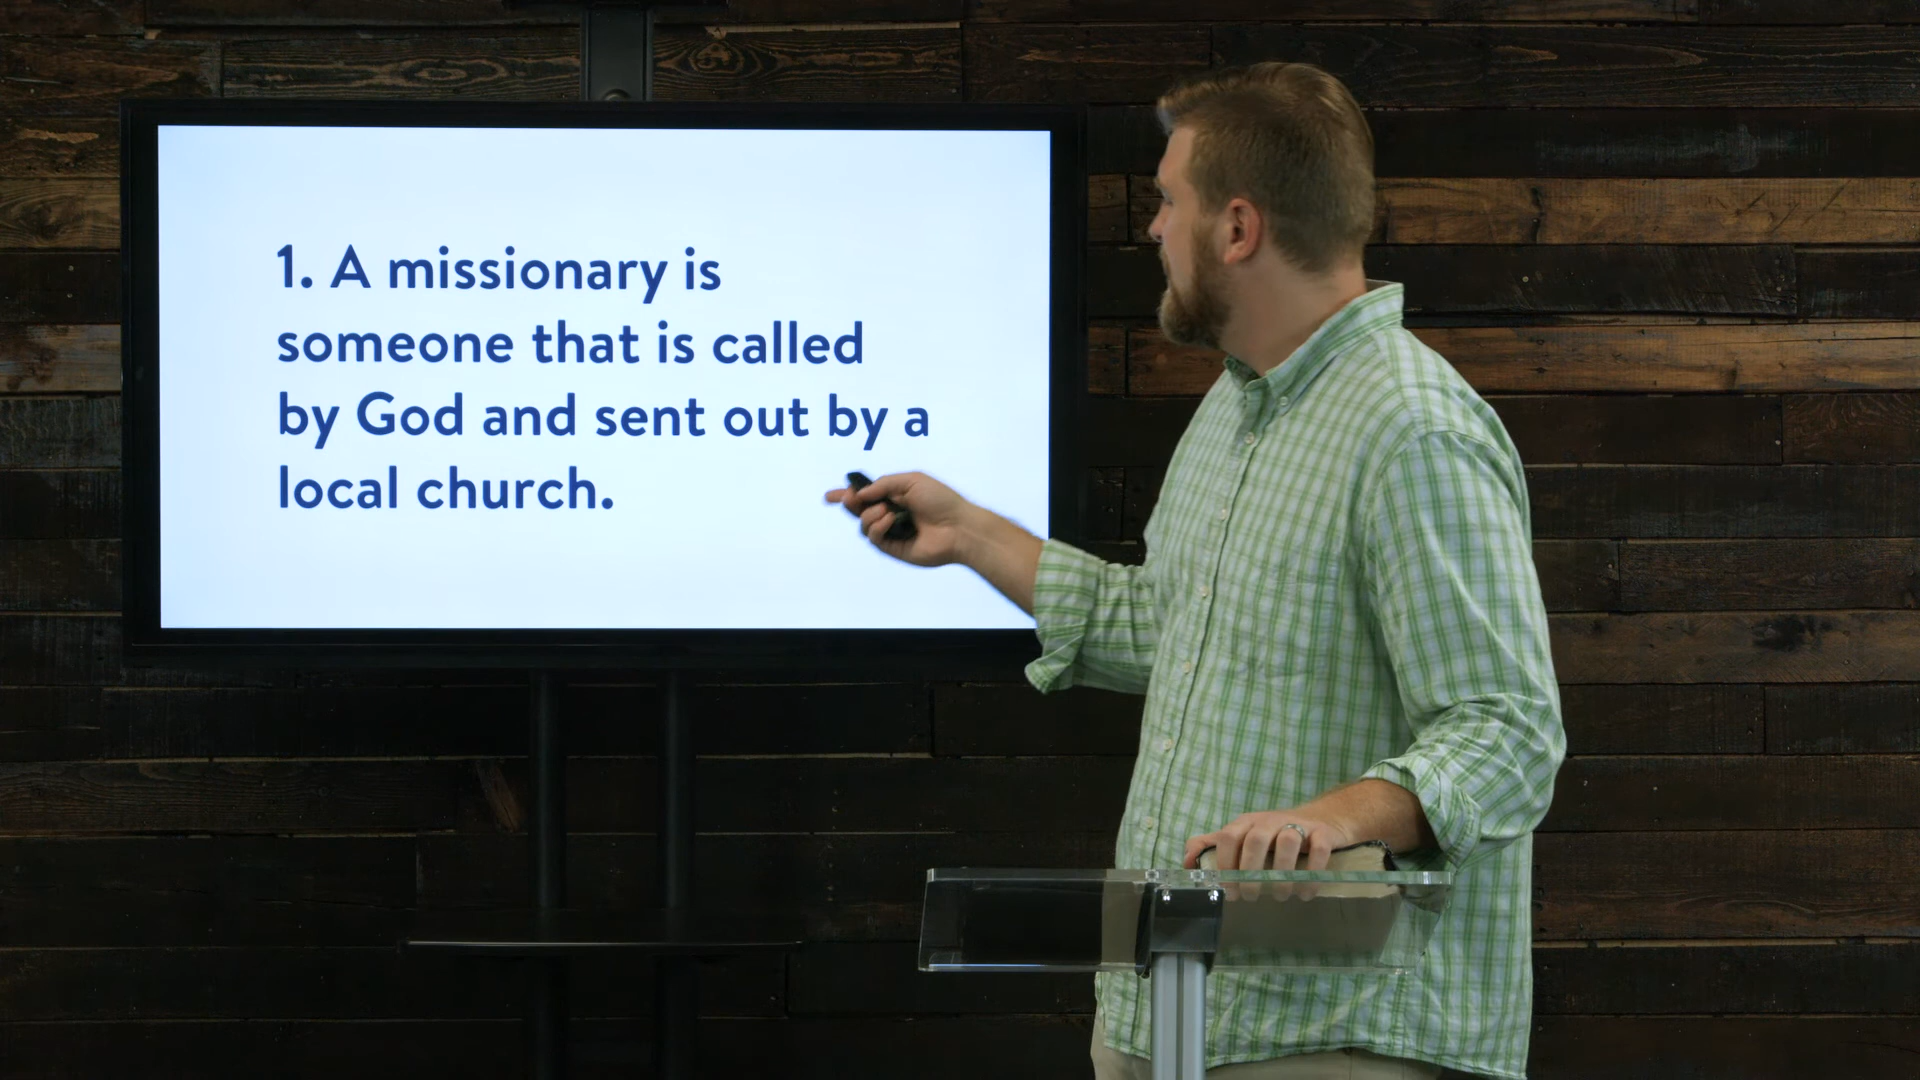 1. A missionary is
someone that is called
by God and sent out by a
local church.